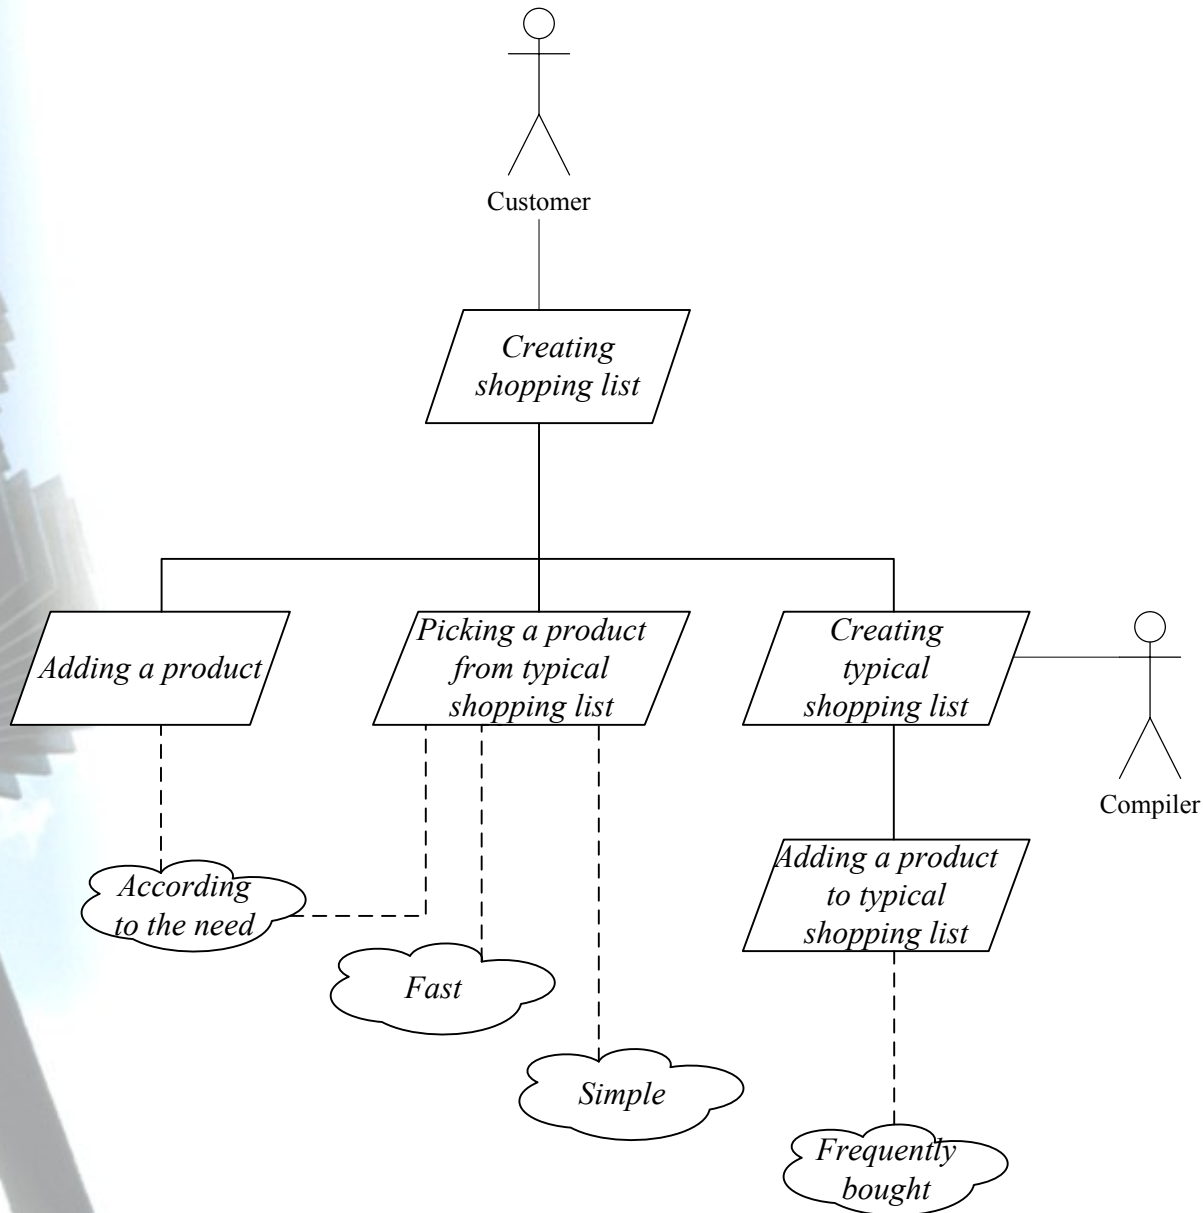 Customer
Creating
shopping list
Adding a product
Picking a product
from typical
shopping list
Creating
typical
shopping list
Compiler
Adding a product
to typical
shopping list
According
to the need
Fast
Simple
Frequently
bought